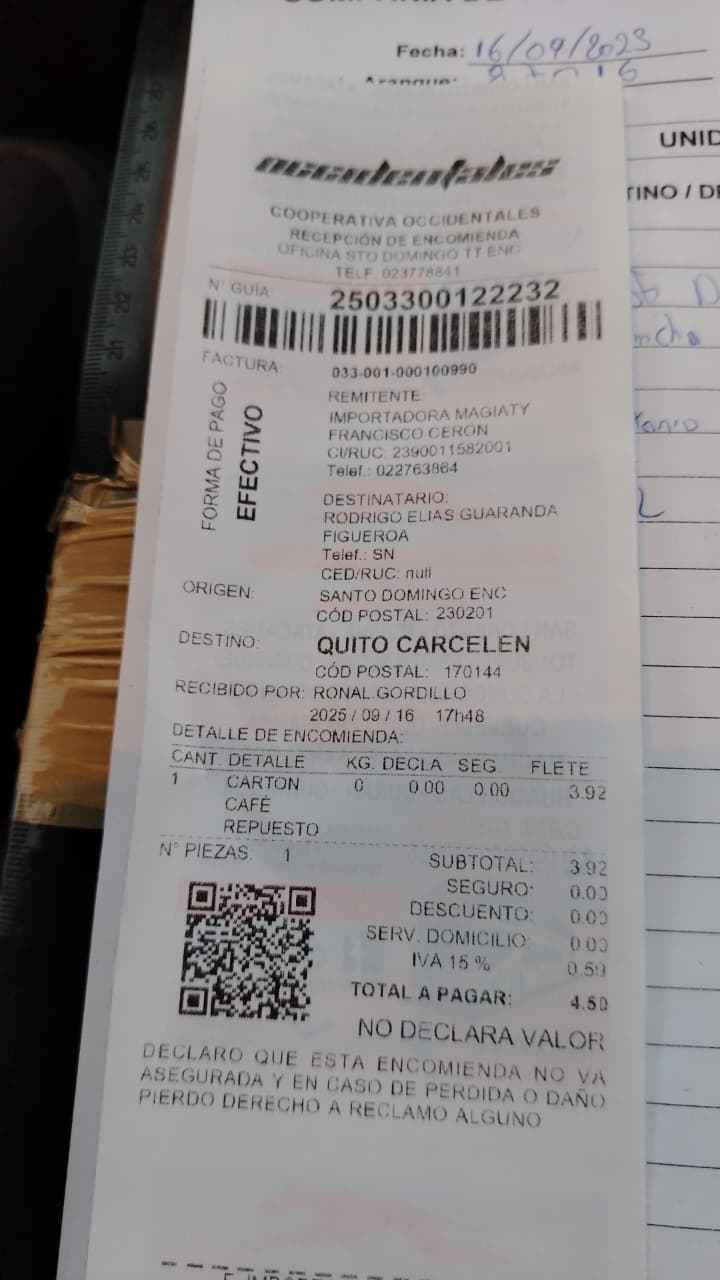 Fecha: 16/09/2023
UNID
TINO / DE
occidentales
COOPERATIVA OCCIDENTALES
RECEPCIÓN DE ENCOMIENDA
OFICINA STO DOMINGO TT ENC
TELF. 023778841
N° GUIA: 2503300122232
FACTURA: 033-001-000100990
FORMA DE PAGO
EFECTIVO
REMITENTE:
IMPORTADORA MAGIATY
FRANCISCO CERON
CI/RUC: 2390011582001
Telef.: 022763864
DESTINATARIO:
RODRIGO ELIAS GUARANDA
FIGUEROA
Telef.: SN
CED/RUC: null
ORIGEN: SANTO DOMINGO ENC
CÓD POSTAL: 230201
DESTINO: QUITO CARCELEN
CÓD POSTAL: 170144
RECIBIDO POR: RONAL.GORDILLO
2025 / 09 / 16 17h48
DETALLE DE ENCOMIENDA:
CANT. DETALLE KG. DECLA SEG FLETE
1 CARTON 0 0.00 0.00 3.92
CAFÉ
REPUESTO
N° PIEZAS: 1
SUBTOTAL: 3.92
SEGURO: 0.00
DESCUENTO: 0.00
SERV. DOMICILIO: 0.00
IVA 15 % 0.59
TOTAL A PAGAR: 4.50
NO DECLARA VALOR
DECLARO QUE ESTA ENCOMIENDA NO VA
ASEGURADA Y EN CASO DE PERDIDA O DAÑO
PIERDO DERECHO A RECLAMO ALGUNO